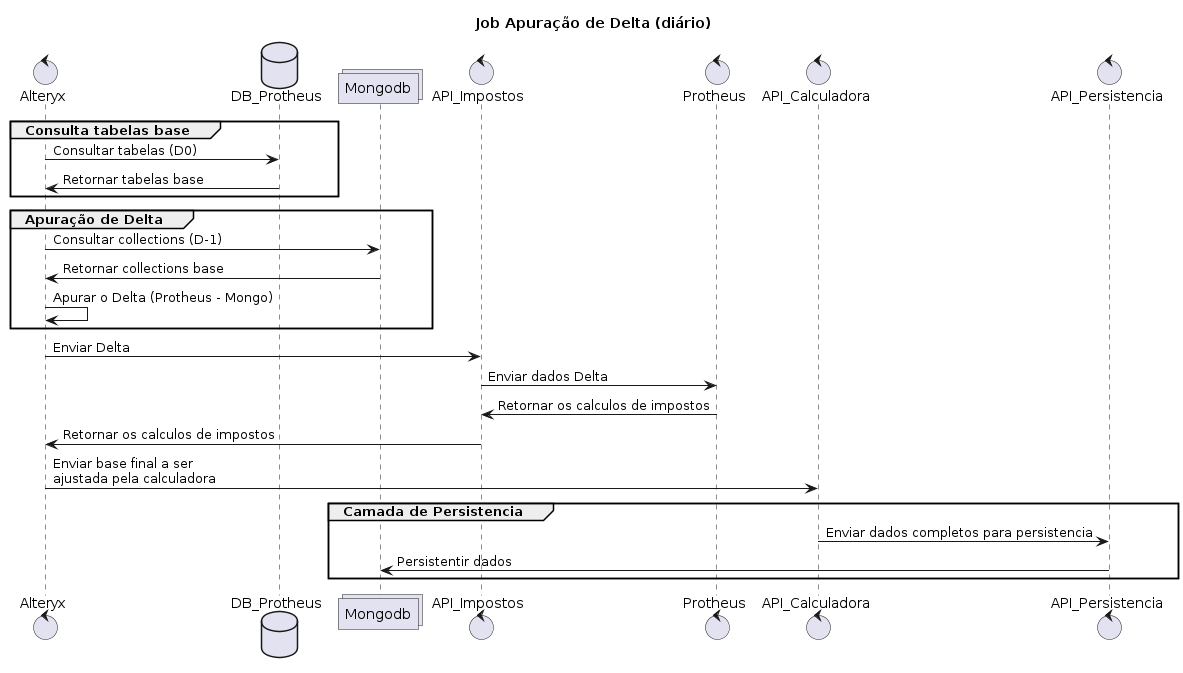 Job Apuração de Delta (diário)
Alteryx
DB_Protheus
Mongodb
API_Impostos
Protheus
API_Calculadora
API_Persistencia
Consulta tabelas base
Consultar tabelas (D0)
Retornar tabelas base
Apuração de Delta
Consultar collections (D-1)
Retornar collections base
Apurar o Delta (Protheus - Mongo)
Enviar Delta
Enviar dados Delta
Retornar os calculos de impostos
Retornar os calculos de impostos
Enviar base final a ser
ajustada pela calculadora
Camada de Persistencia
Enviar dados completos para persistencia
Persistentir dados
Alteryx
DB_Protheus
Mongodb
API_Impostos
Protheus
API_Calculadora
API_Persistencia